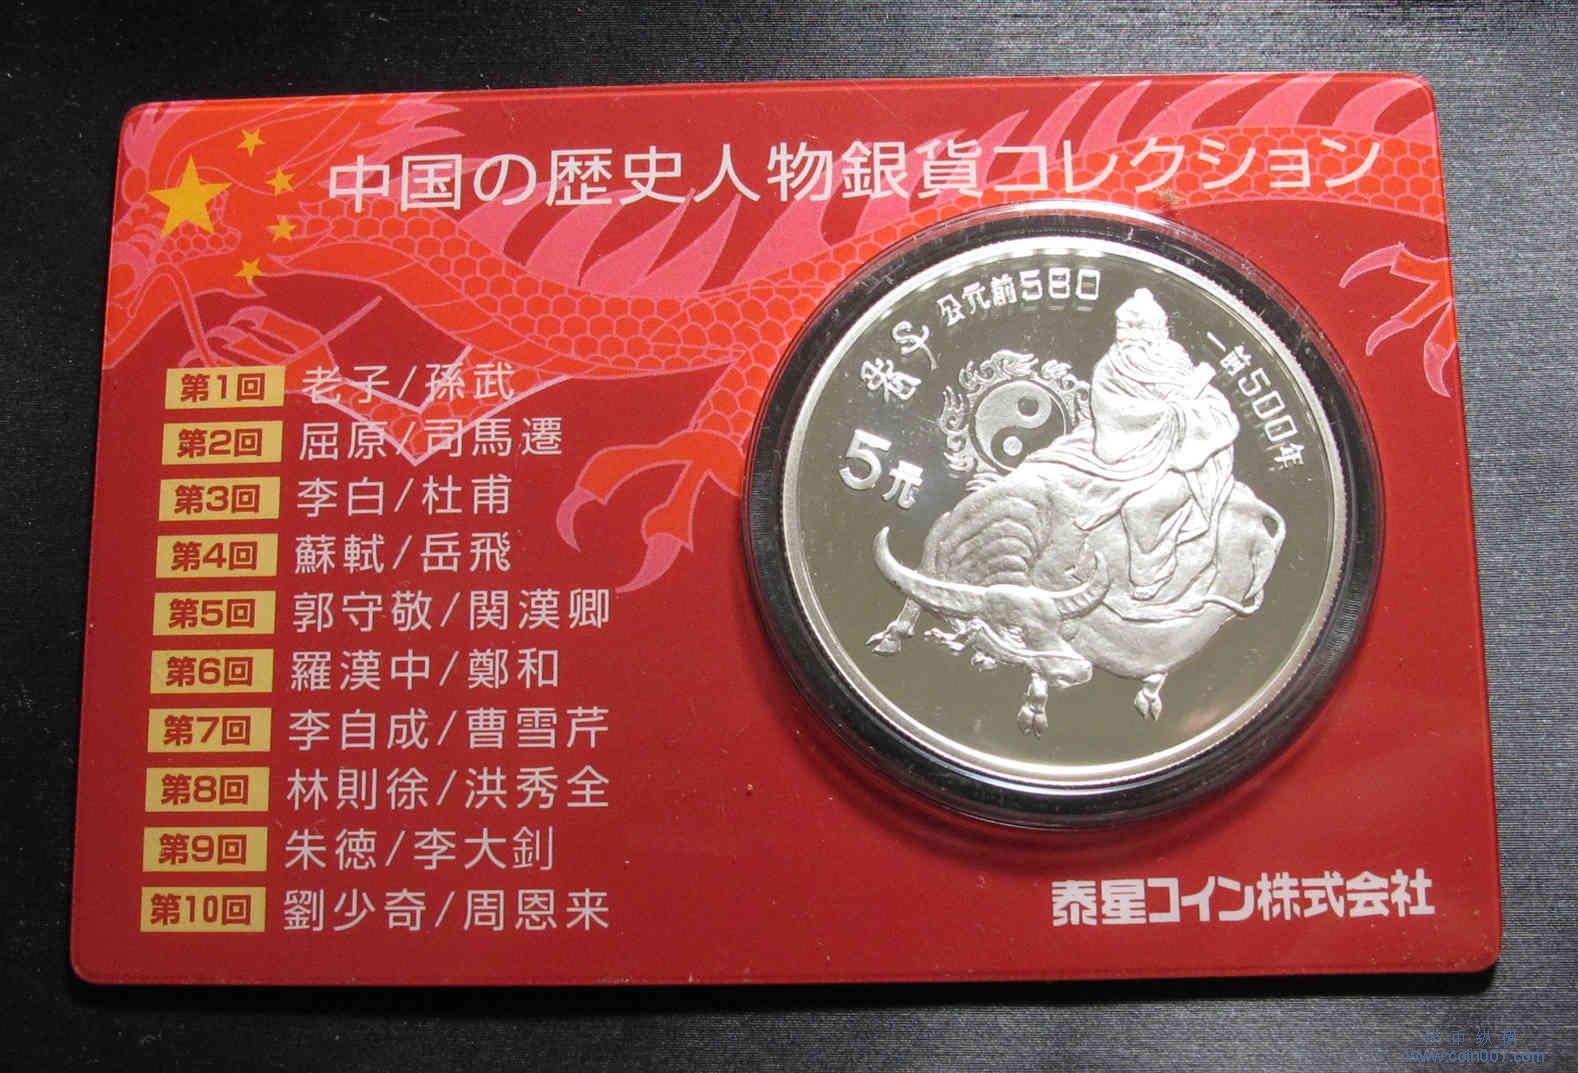 中国の歴史人物銀貨コレクション
公元前580
一前500年
老子
5元
第1回 老子/孫武
第2回 屈原/司馬遷
第3回 李白/杜甫
第4回 蘇軾/岳飛
第5回 郭守敬/関漢卿
第6回 羅漢中/鄭和
第7回 李自成/曹雪芹
第8回 林則徐/洪秀全
第9回 朱徳/李大釗
第10回 劉少奇/周恩来
泰星コイン株式会社
www.coin001.com